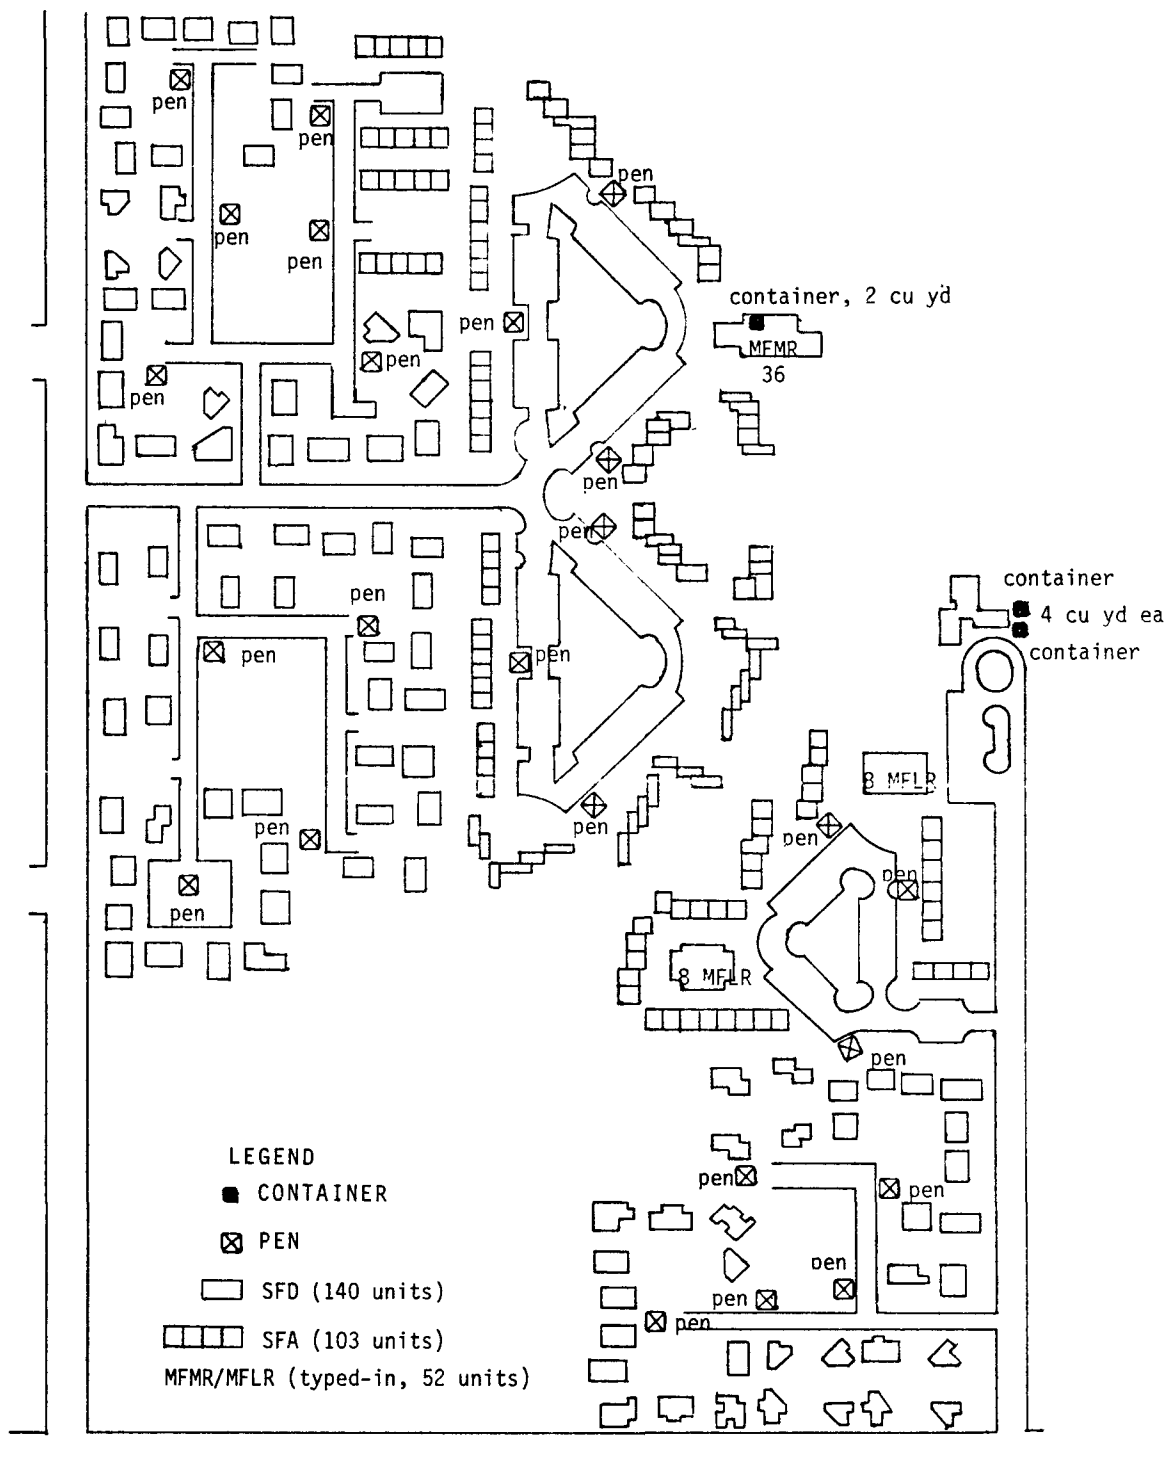 pen
pen
pen
pen
pen
container, 2 cu yd
pen
MFMR
pen
36
pen
pen
pen
container
pen
4 cu yd ea
pen
pen
container
8 MFLR
pen
pen
pen
pen
pen
8 MFLR
pen
LEGEND
pen
pen
CONTAINER
PEN
pen
SFD (140 units)
pen
pen
SFA (103 units)
MFMR/MFLR (typed-in, 52 units)